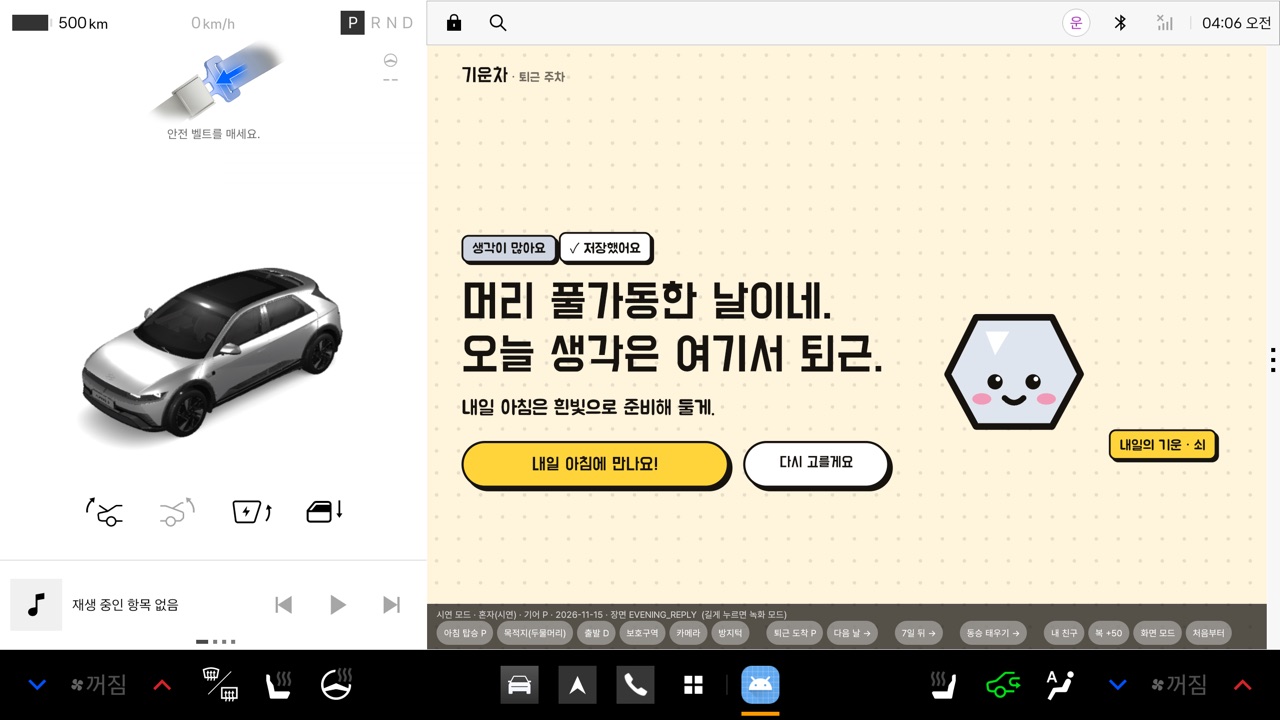 500 km
0 km/h
P R N D
운
04:06 오전
안전 벨트를 매세요.
기운차 · 퇴근 주차
생각이 많아요
✓ 저장했어요
머리 풀가동한 날이네.
오늘 생각은 여기서 퇴근.
내일 아침은 흰빛으로 준비해 둘게.
내일 아침에 만나요!
다시 고를게요
내일의 기운 · 쇠
재생 중인 항목 없음
시연 모드 · 혼자(시연) · 기어 P · 2026-11-15 · 장면 EVENING_REPLY (길게 누르면 녹화 모드)
아침 탑승 P
목적지(두물머리)
출발 D
보호구역
카메라
방지턱
퇴근 도착 P
다음 날 →
7일 뒤 →
동승 태우기 →
내 친구
복 +50
화면 모드
처음부터
꺼짐
A
꺼짐